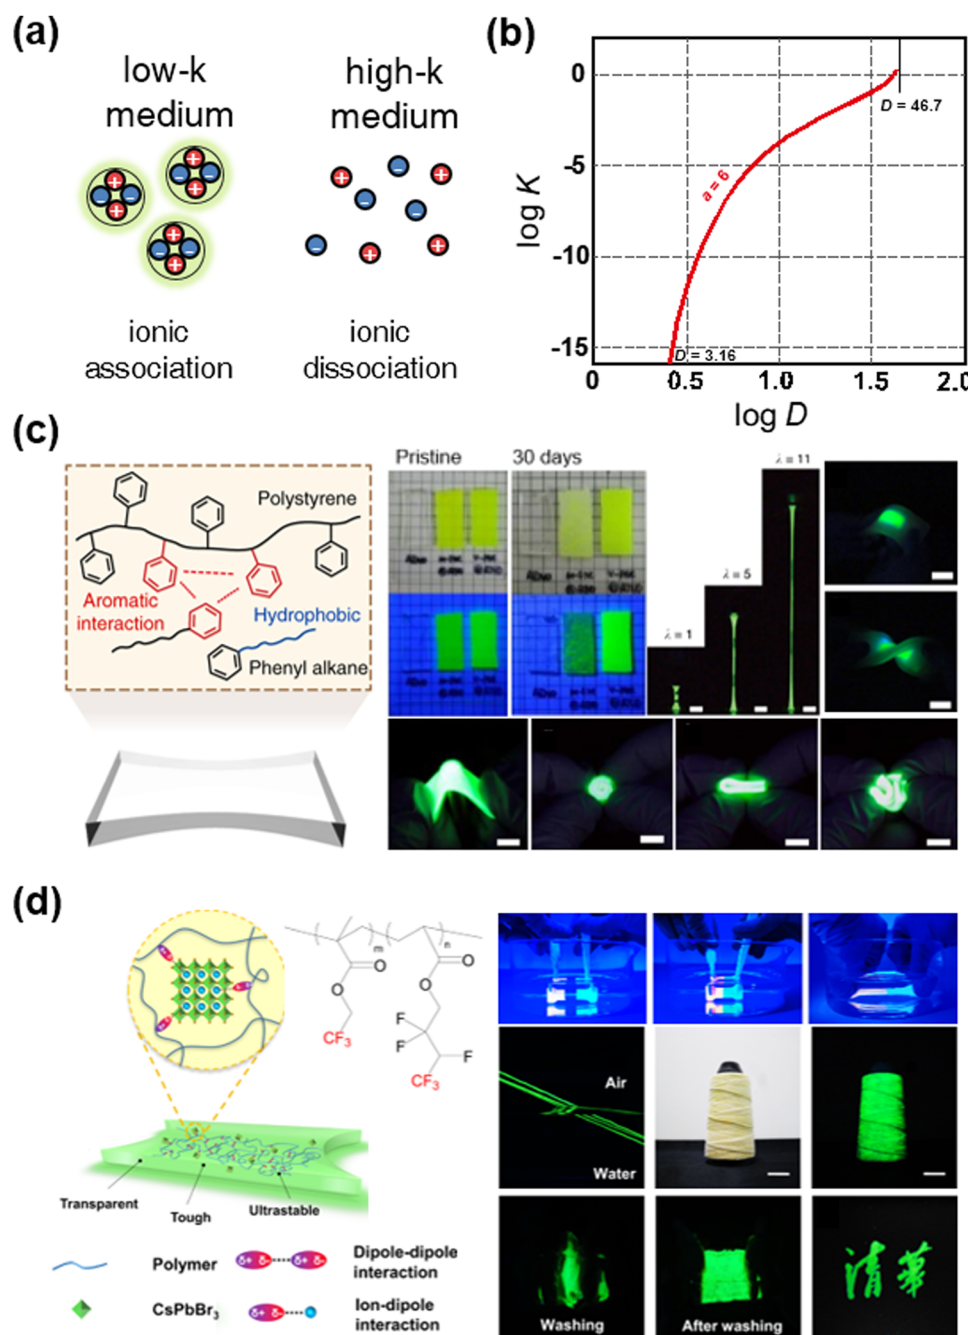 (a)
low-k
medium
high-k
medium
ionic
association
ionic
dissociation
(b)
log K
0
-5
-10
-15
a = 6
D = 46.7
D = 3.16
0
0.5
1.0
1.5
2.0
log D
(c)
Polystyrene
Aromatic
interaction
Hydrophobic
Phenyl alkane
Pristine
30 days
λ = 1
λ = 5
λ = 11
(d)
m
n
O
O
O
O
CF3
F
F
F
CF3
Transparent
Tough
Ultrastable
Polymer
δ+ δ- δ+ δ-
Dipole-dipole
interaction
CsPbBr3
δ+ δ-
Ion-dipole
interaction
Air
Water
Washing
After washing
清華